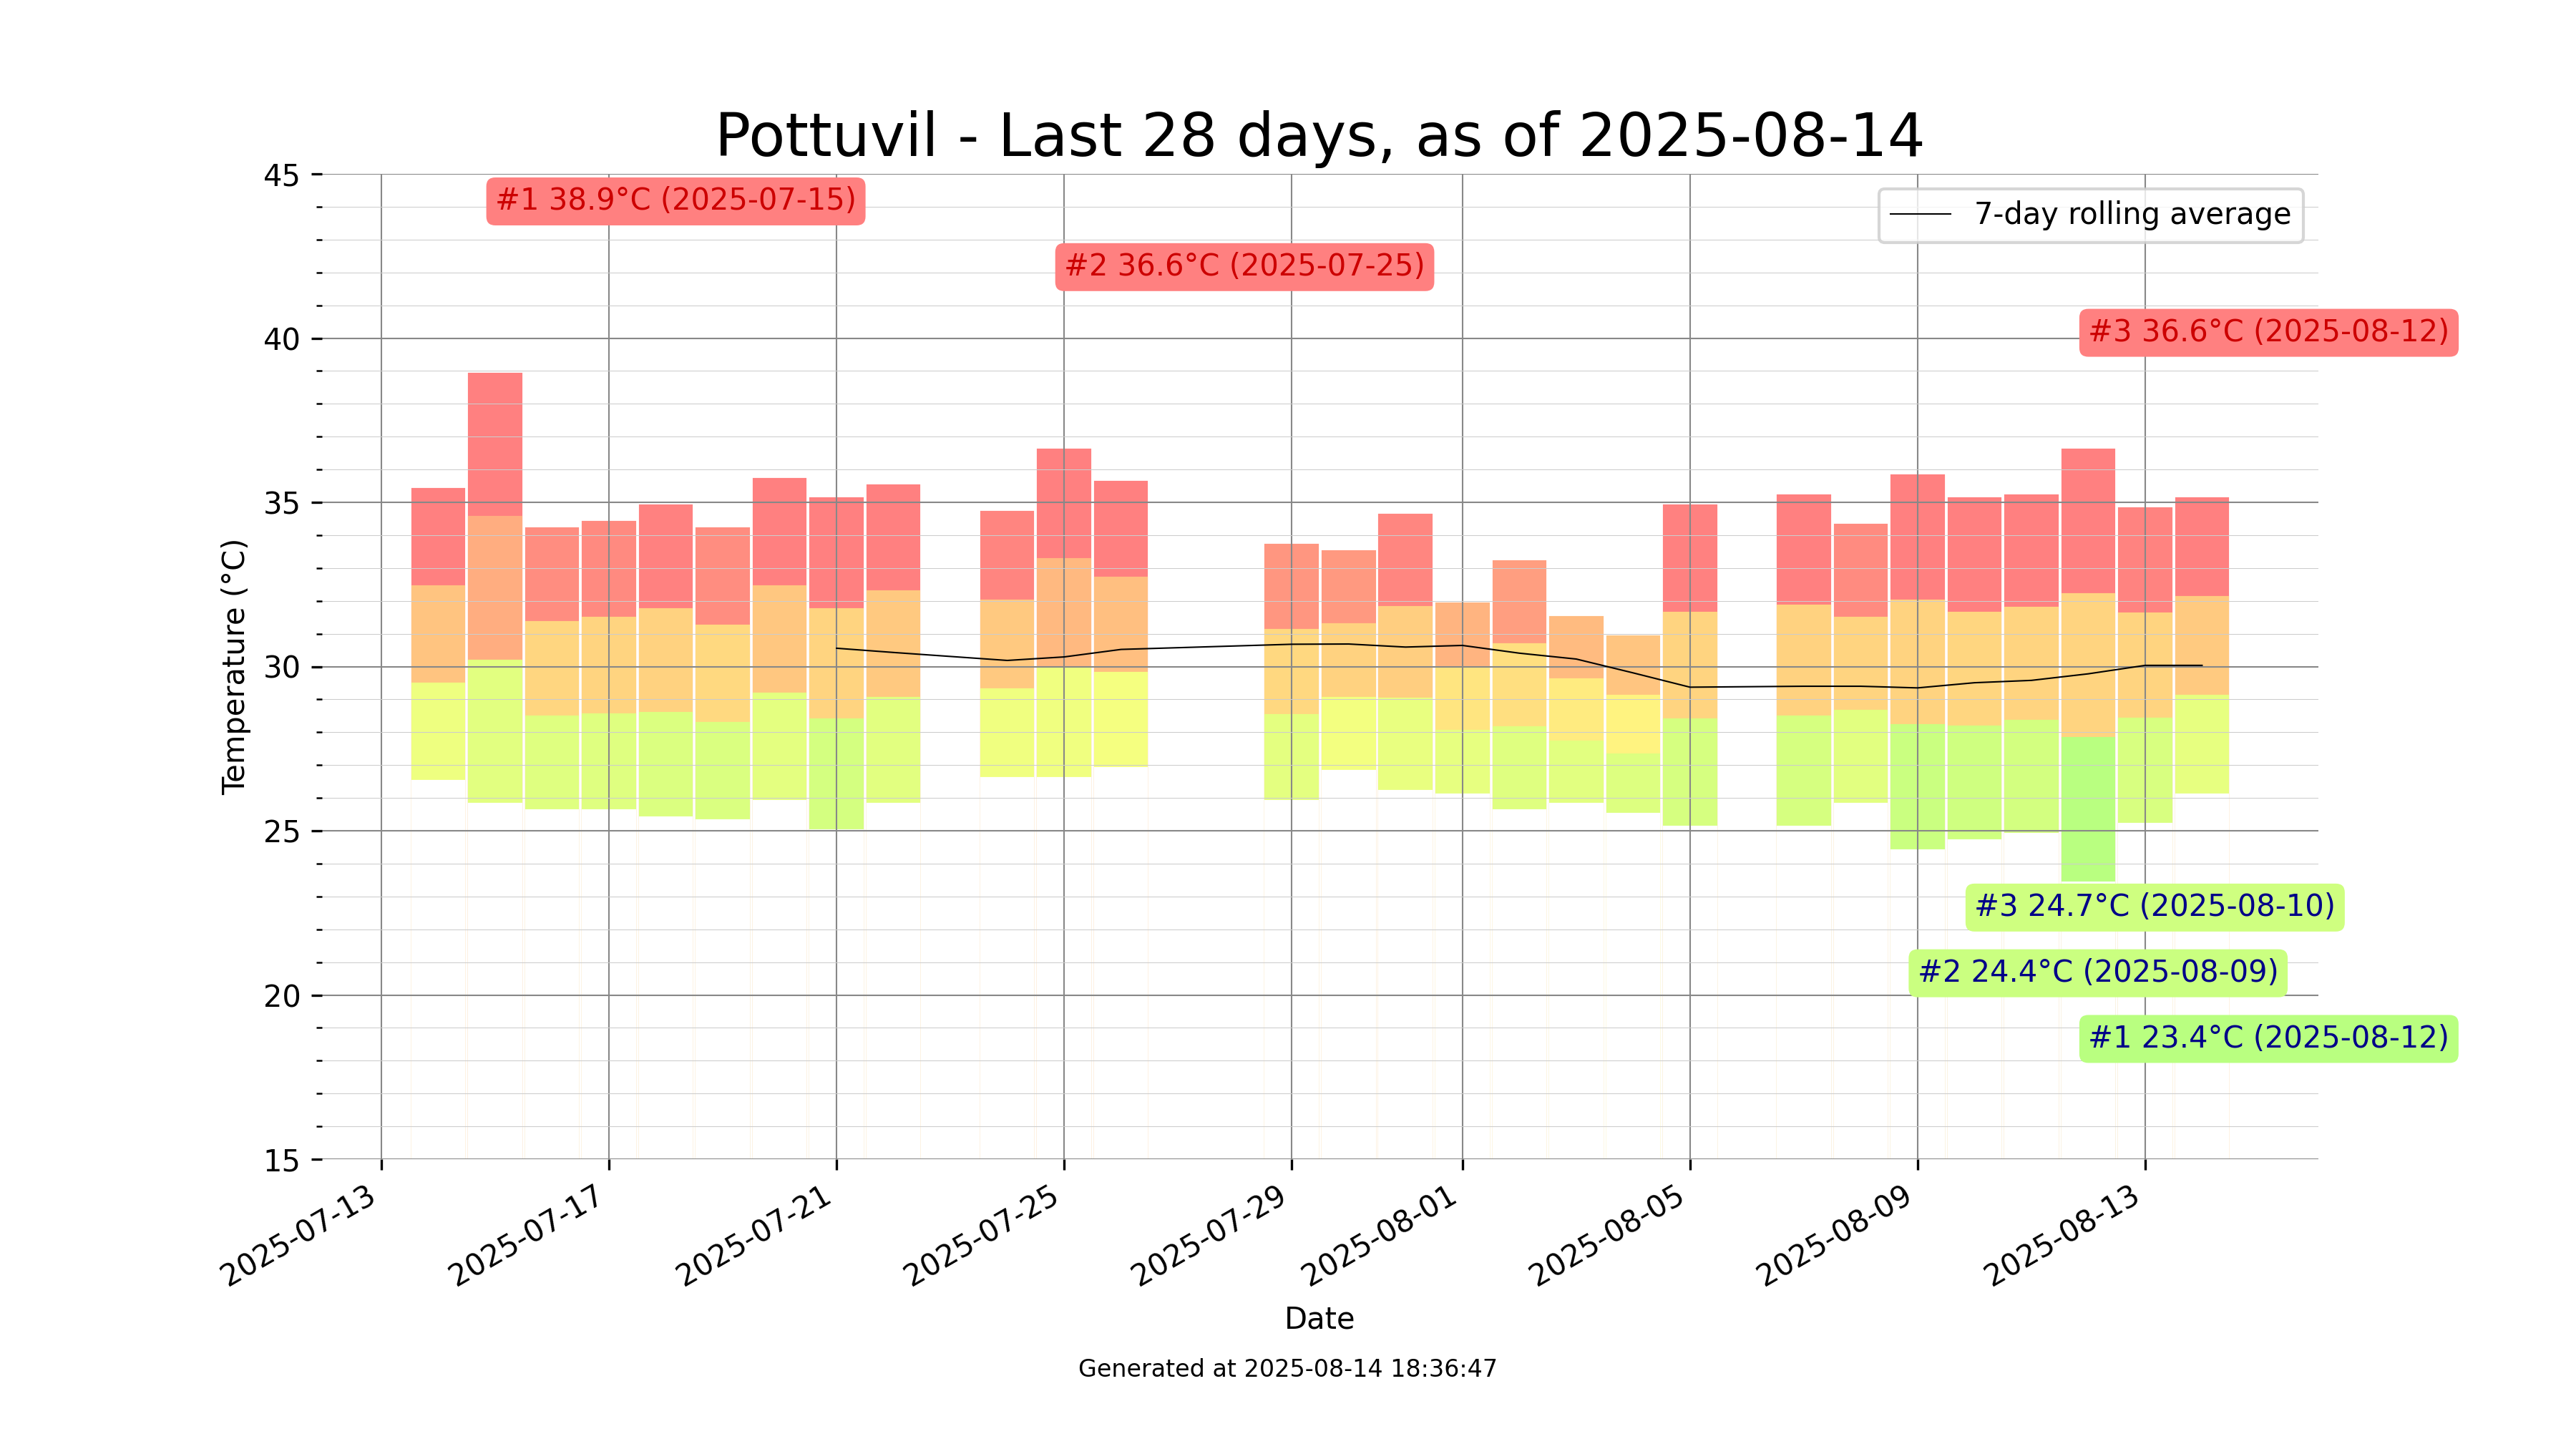 Pottuvil - Last 28 days, as of 2025-08-14
45
40
35
30
25
20
15
Temperature (°C)
#1 38.9°C (2025-07-15)
#2 36.6°C (2025-07-25)
#3 36.6°C (2025-08-12)
7-day rolling average
#3 24.7°C (2025-08-10)
#2 24.4°C (2025-08-09)
#1 23.4°C (2025-08-12)
2025-07-13
2025-07-17
2025-07-21
2025-07-25
2025-07-29
2025-08-01
2025-08-05
2025-08-09
2025-08-13
Date
Generated at 2025-08-14 18:36:47